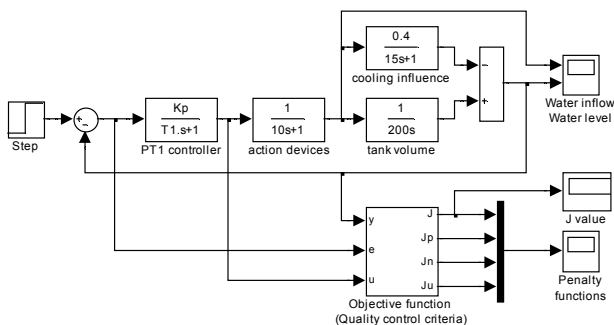 0.4
15s+1
cooling influence
−
+
Water inflow
Water level
+
−
Step
Kp
T1.s+1
PT1 controller
1
10s+1
action devices
1
200s
tank volume
y
e
u
J
Jp
Jn
Ju
Objective function
(Quality control criteria)
J value
Penalty
functions